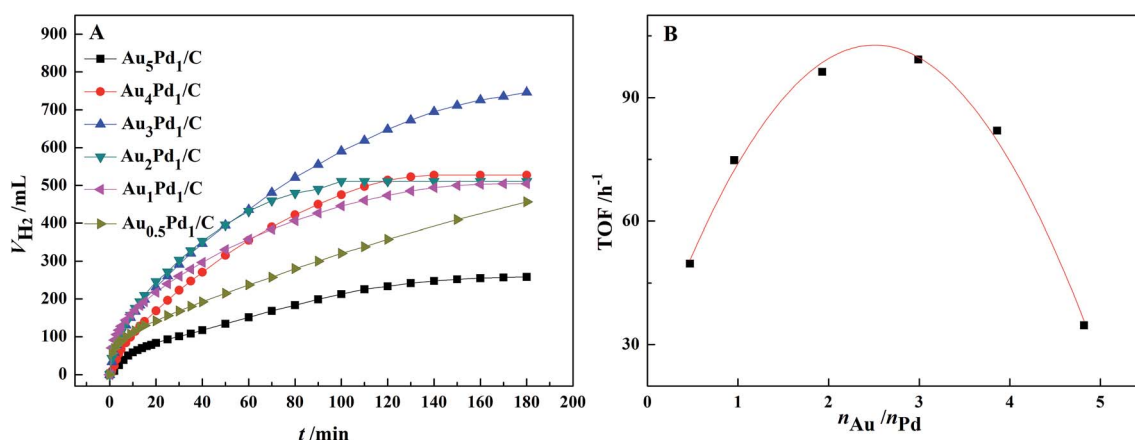 A
Au5Pd1/C
Au4Pd1/C
Au3Pd1/C
Au2Pd1/C
Au1Pd1/C
Au0.5Pd1/C
VH2 /mL
900
800
700
600
500
400
300
200
100
0
0 20 40 60 80 100 120 140 160 180 200
t /min
B
TOF /h-1
90
60
30
0 1 2 3 4 5
nAu /nPd